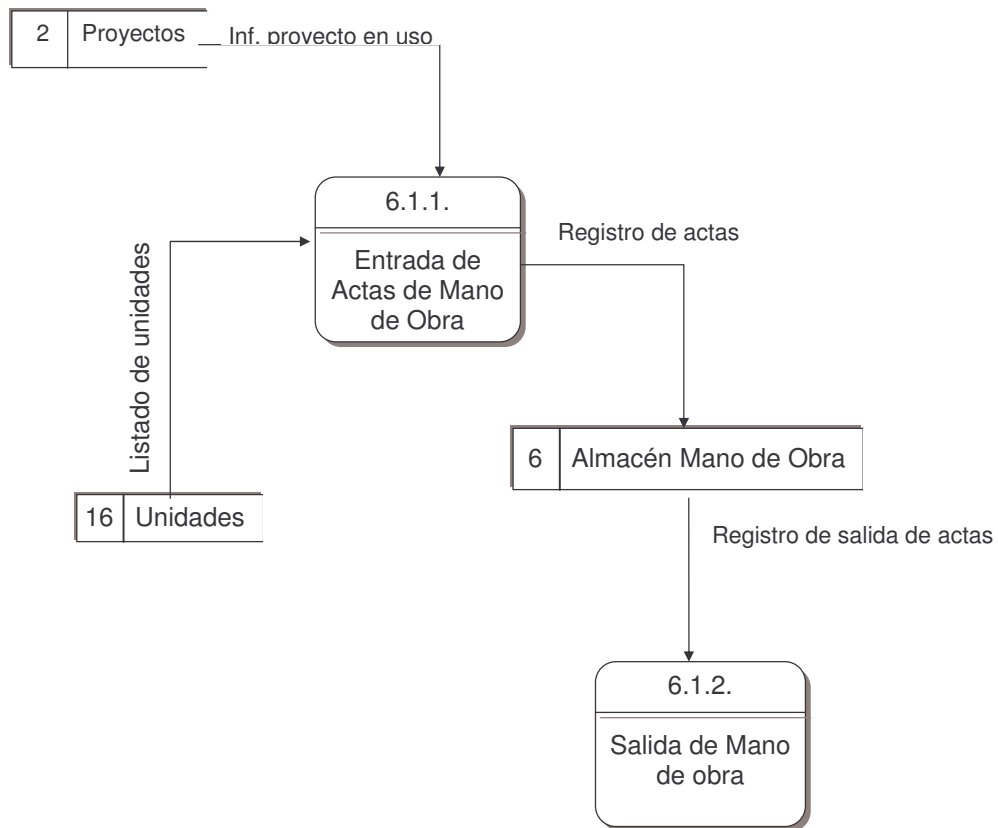 2 Proyectos
Inf. proyecto en uso
6.1.1.
Entrada de
Actas de Mano
de Obra
Registro de actas
Listado de unidades
6 Almacén Mano de Obra
16 Unidades
Registro de salida de actas
6.1.2.
Salida de Mano
de obra